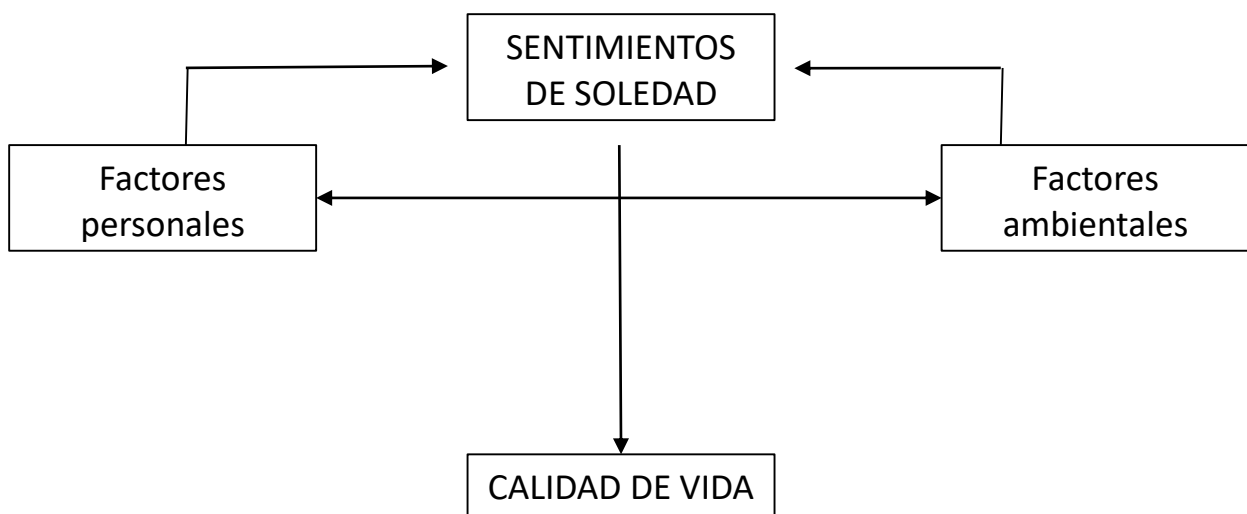 SENTIMIENTOS
DE SOLEDAD
Factores
personales
Factores
ambientales
CALIDAD DE VIDA